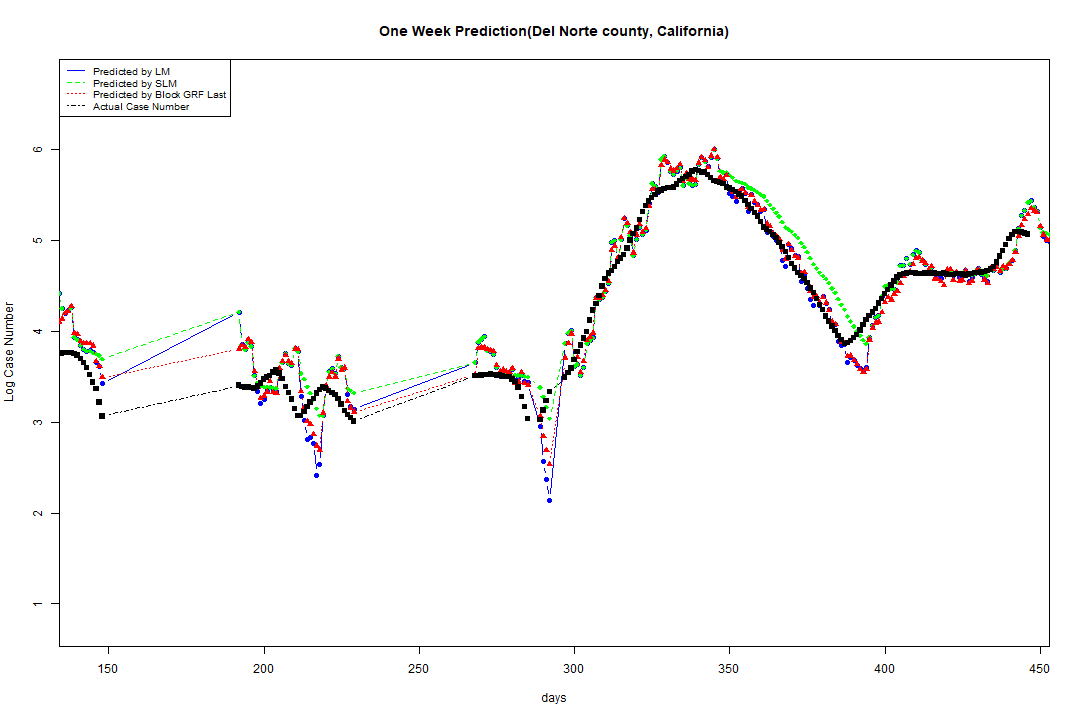 One Week Prediction(Del Norte county, California)
Predicted by LM
Predicted by SLM
Predicted by Block GRF Last
Actual Case Number
6
5
4
3
2
1
Log Case Number
150 200 250 300 350 400 450
days